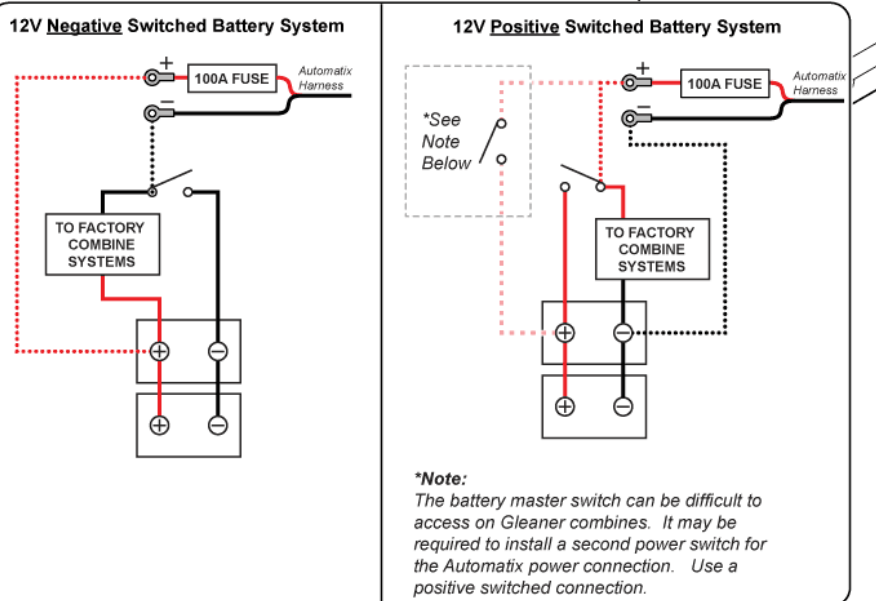 12V Negative Switched Battery System
+
100A FUSE
Automatix
Harness
−
TO FACTORY
COMBINE
SYSTEMS
+
−
+
−
12V Positive Switched Battery System
*See
Note
Below
+
100A FUSE
Automatix
Harness
−
TO FACTORY
COMBINE
SYSTEMS
+
−
+
−
*Note:
The battery master switch can be difficult to
access on Gleaner combines.  It may be
required to install a second power switch for
the Automatix power connection.   Use a
positive switched connection.